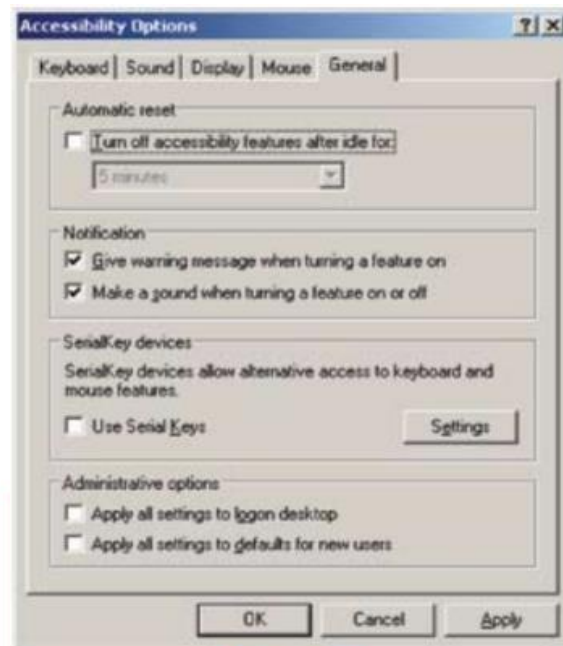 Accessibility Options
Keyboard Sound Display Mouse General
Automatic reset
Turn off accessibility features after idle for:
5 minutes
Notification
Give warning message when turning a feature on
Make a sound when turning a feature on or off
SerialKey devices
SerialKey devices allow alternative access to keyboard and
mouse features.
Use Serial Keys
Settings
Administrative options
Apply all settings to logon desktop
Apply all settings to defaults for new users
OK Cancel Apply